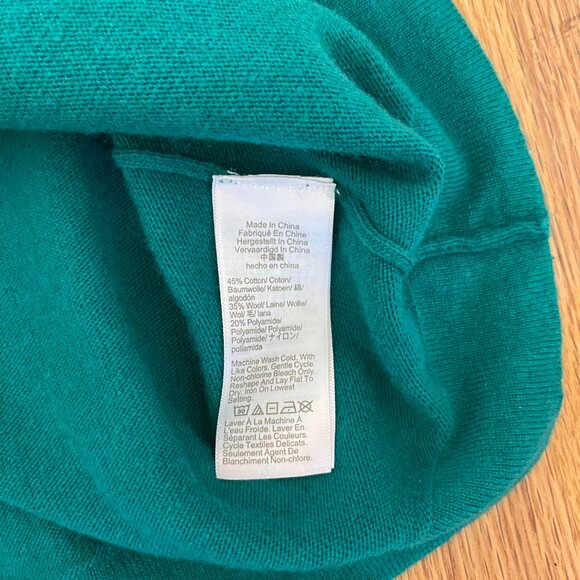 Made In China
Fabriqué En Chine
Hergestellt In China
Vervaardigd In China
中国製
hecho en china
45% Cotton/ Coton/
Baumwolle/ Katoen/ 綿/
algodón
35% Wool/ Laine/ Wolle/
Wol/ 毛/ lana
20% Polyamide/
Polyamide/ Polyamide/
Polyamide/ ナイロン/
poliamida
Machine Wash Cold. With
Like Colors. Gentle Cycle.
Non-chlorine Bleach Only.
Reshape And Lay Flat To
Dry. Iron On Lowest
Setting.
30
Laver À La Machine À
L'eau Froide. Laver En
Séparant Les Couleurs.
Cycle Textiles Delicats.
Seulement Agent De
Blanchiment Non-chlore.